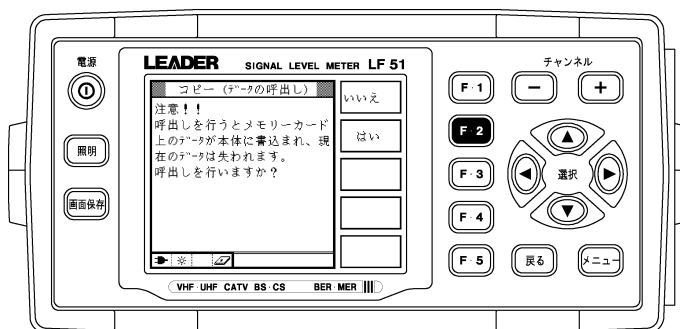 電源
LEADER SIGNAL LEVEL METER LF 51
チャンネル
コピー (データの呼出し)
注意！！
呼出しを行うとメモリーカード
上のデータが本体に書込まれ、現
在のデータは失われます。
呼出しを行いますか？
いいえ
はい
F·1
F·2
F·3
F·4
F·5
－
＋
照明
画面保存
選択
戻る
メニュー
VHF·UHF CATV BS·CS BER·MER